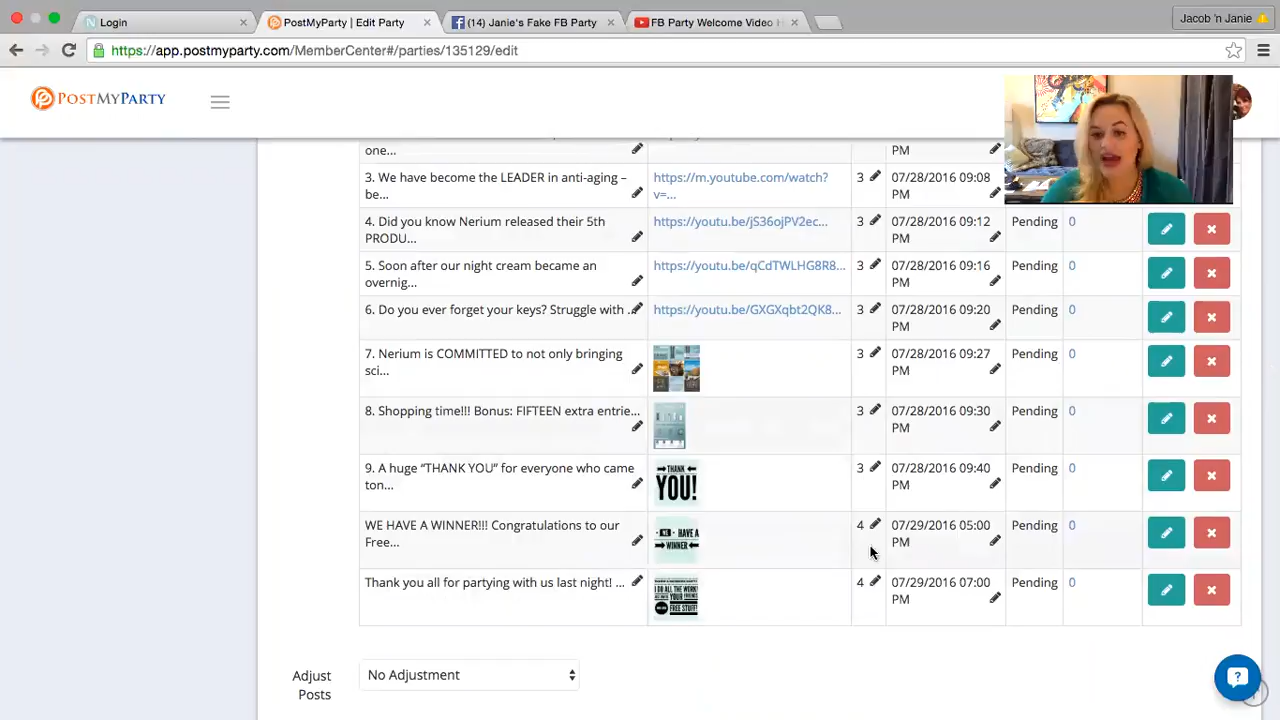 Login
PostMyParty | Edit Party
(14) Janie's Fake FB Party
FB Party Welcome Video
Jacob 'n Janie
https://app.postmyparty.com/MemberCenter#/parties/135129/edit
POSTMYPARTY
one...
PM
3. We have become the LEADER in anti-aging –
be...
https://m.youtube.com/watch?
v=...
3
07/28/2016 09:08
PM
Pending
0
4. Did you know Nerium released their 5th
PRODU...
https://youtu.be/jS36ojPV2ec...
3
07/28/2016 09:12
PM
Pending
0
5. Soon after our night cream became an
overnig...
https://youtu.be/qCdTWLHG8R8...
3
07/28/2016 09:16
PM
Pending
0
6. Do you ever forget your keys? Struggle with ...
https://youtu.be/GXGXqbt2QK8...
3
07/28/2016 09:20
PM
Pending
0
7. Nerium is COMMITTED to not only bringing
sci...
3
07/28/2016 09:27
PM
Pending
0
8. Shopping time!!! Bonus: FIFTEEN extra entrie...
3
07/28/2016 09:30
PM
Pending
0
9. A huge “THANK YOU” for everyone who came
ton...
THANK
YOU!
3
07/28/2016 09:40
PM
Pending
0
WE HAVE A WINNER!!! Congratulations to our
Free...
WE HAVE A
WINNER
4
07/29/2016 05:00
PM
Pending
0
Thank you all for partying with us last night! ...
I DO ALL THE WORK
FREE STUFF!
4
07/29/2016 07:00
PM
Pending
0
Adjust
Posts
No Adjustment